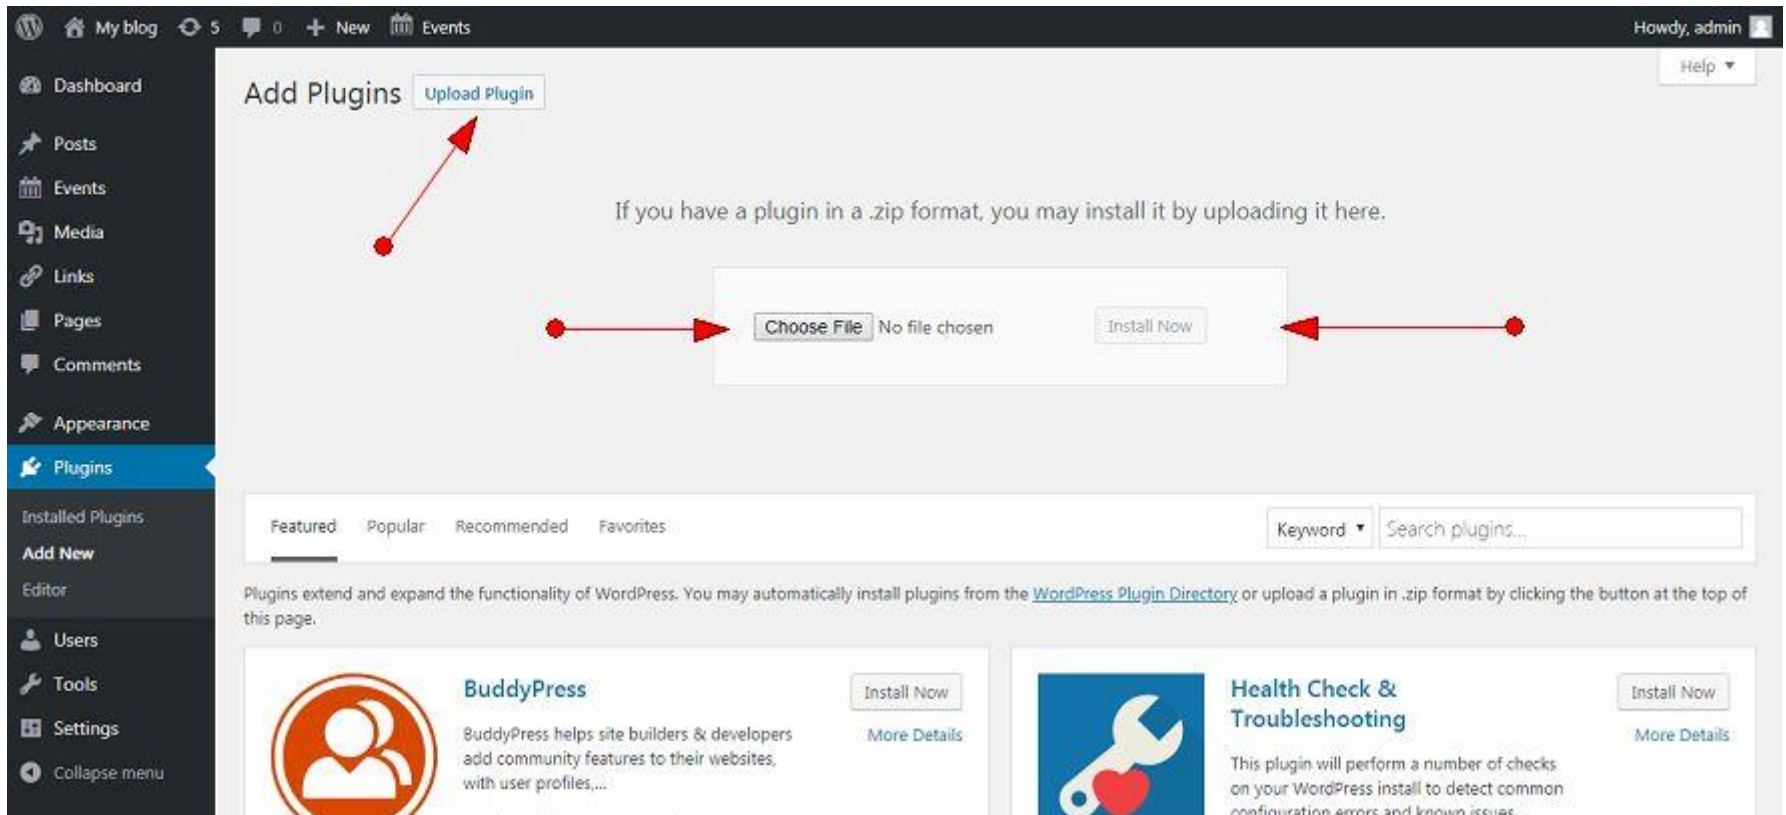 My blog 5 0 New Events Howdy, admin
Help
Dashboard
Posts
Events
Media
Links
Pages
Comments
Appearance
Plugins
Installed Plugins
Add New
Editor
Users
Tools
Settings
Collapse menu
Add Plugins Upload Plugin
If you have a plugin in a .zip format, you may install it by uploading it here.
Choose File No file chosen Install Now
Featured Popular Recommended Favorites Keyword Search plugins...
Plugins extend and expand the functionality of WordPress. You may automatically install plugins from the WordPress Plugin Directory or upload a plugin in .zip format by clicking the button at the top of
this page.
BuddyPress
Install Now
More Details
BuddyPress helps site builders & developers
add community features to their websites,
with user profiles,...
Health Check &
Troubleshooting
Install Now
More Details
This plugin will perform a number of checks
on your WordPress install to detect common
configuration errors and known issues